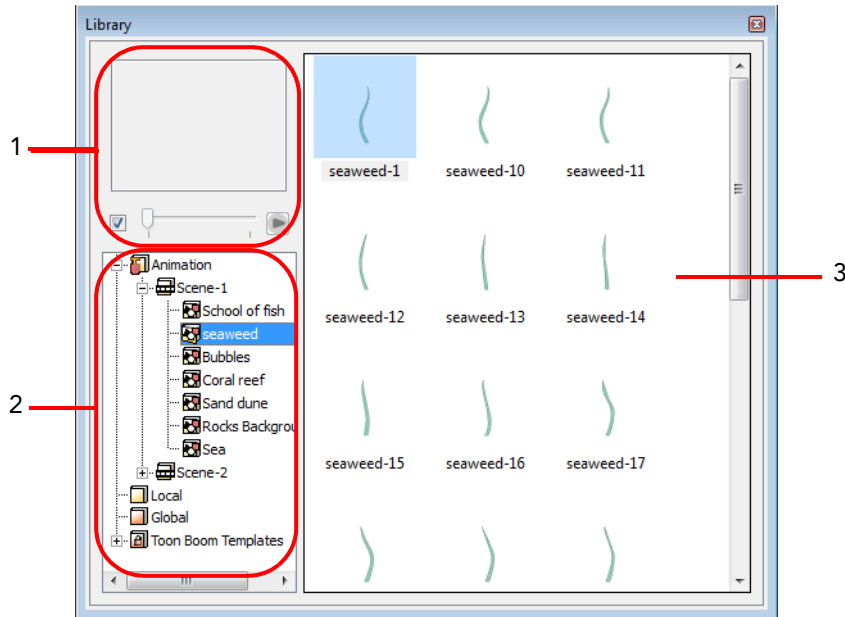 Library
1
seaweed-1 seaweed-10 seaweed-11
Animation
Scene-1
School of fish
seaweed
Bubbles
Coral reef
Sand dune
Rocks Backgrou
Sea
Scene-2
Local
Global
Toon Boom Templates
2
seaweed-12 seaweed-13 seaweed-14
3
seaweed-15 seaweed-16 seaweed-17